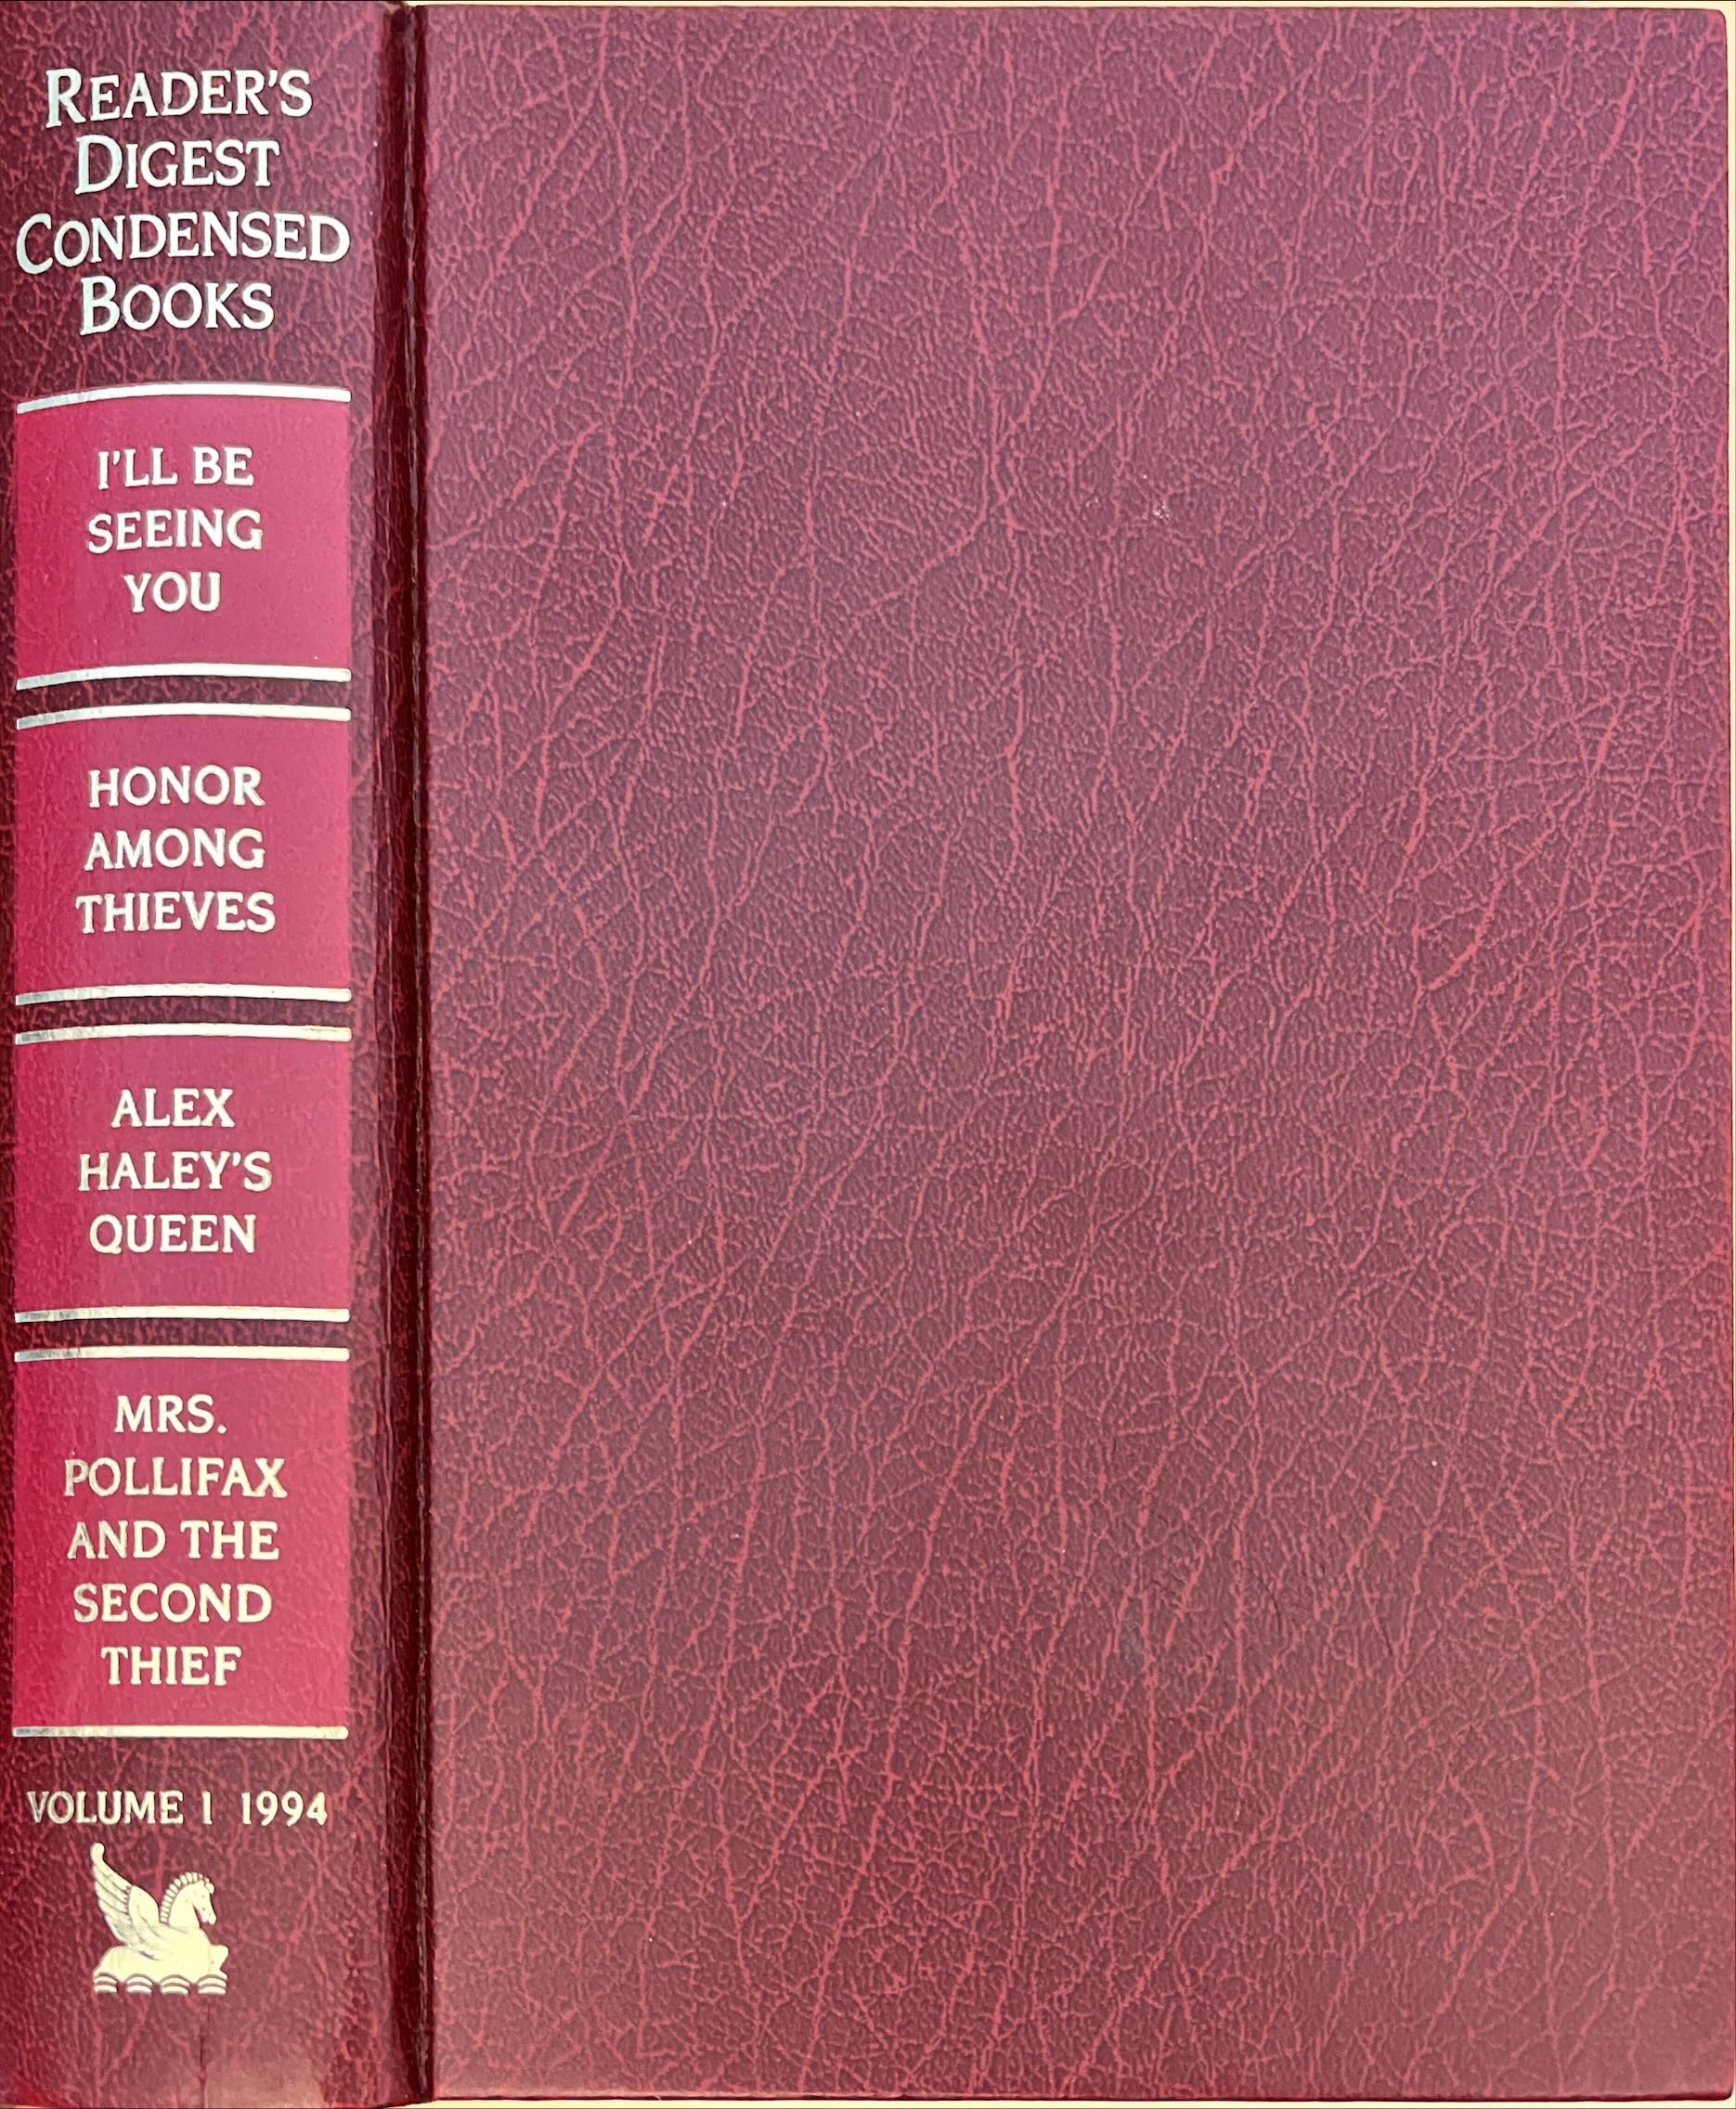 READER'S
DIGEST
CONDENSED
BOOKS
I'LL BE
SEEING
YOU
HONOR
AMONG
THIEVES
ALEX
HALEY'S
QUEEN
MRS.
POLLIFAX
AND THE
SECOND
THIEF
VOLUME 1 1994